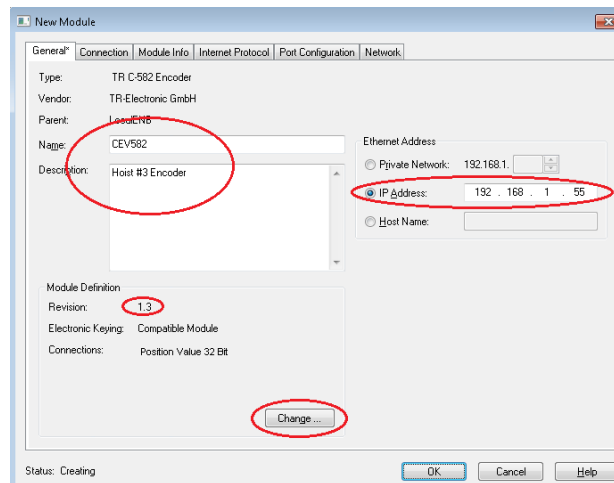 New Module
General* Connection Module Info Internet Protocol Port Configuration Network
Type: TR C-582 Encoder
Vendor: TR-Electronic GmbH
Parent: LocalENB
Name: CEV582
Description: Hoist #3 Encoder
Ethernet Address
Private Network: 192.168.1.
IP Address: 192 . 168 . 1 . 55
Host Name:
Module Definition
Revision: 1.3
Electronic Keying: Compatible Module
Connections: Position Value 32 Bit
Change ...
Status: Creating
OK Cancel Help